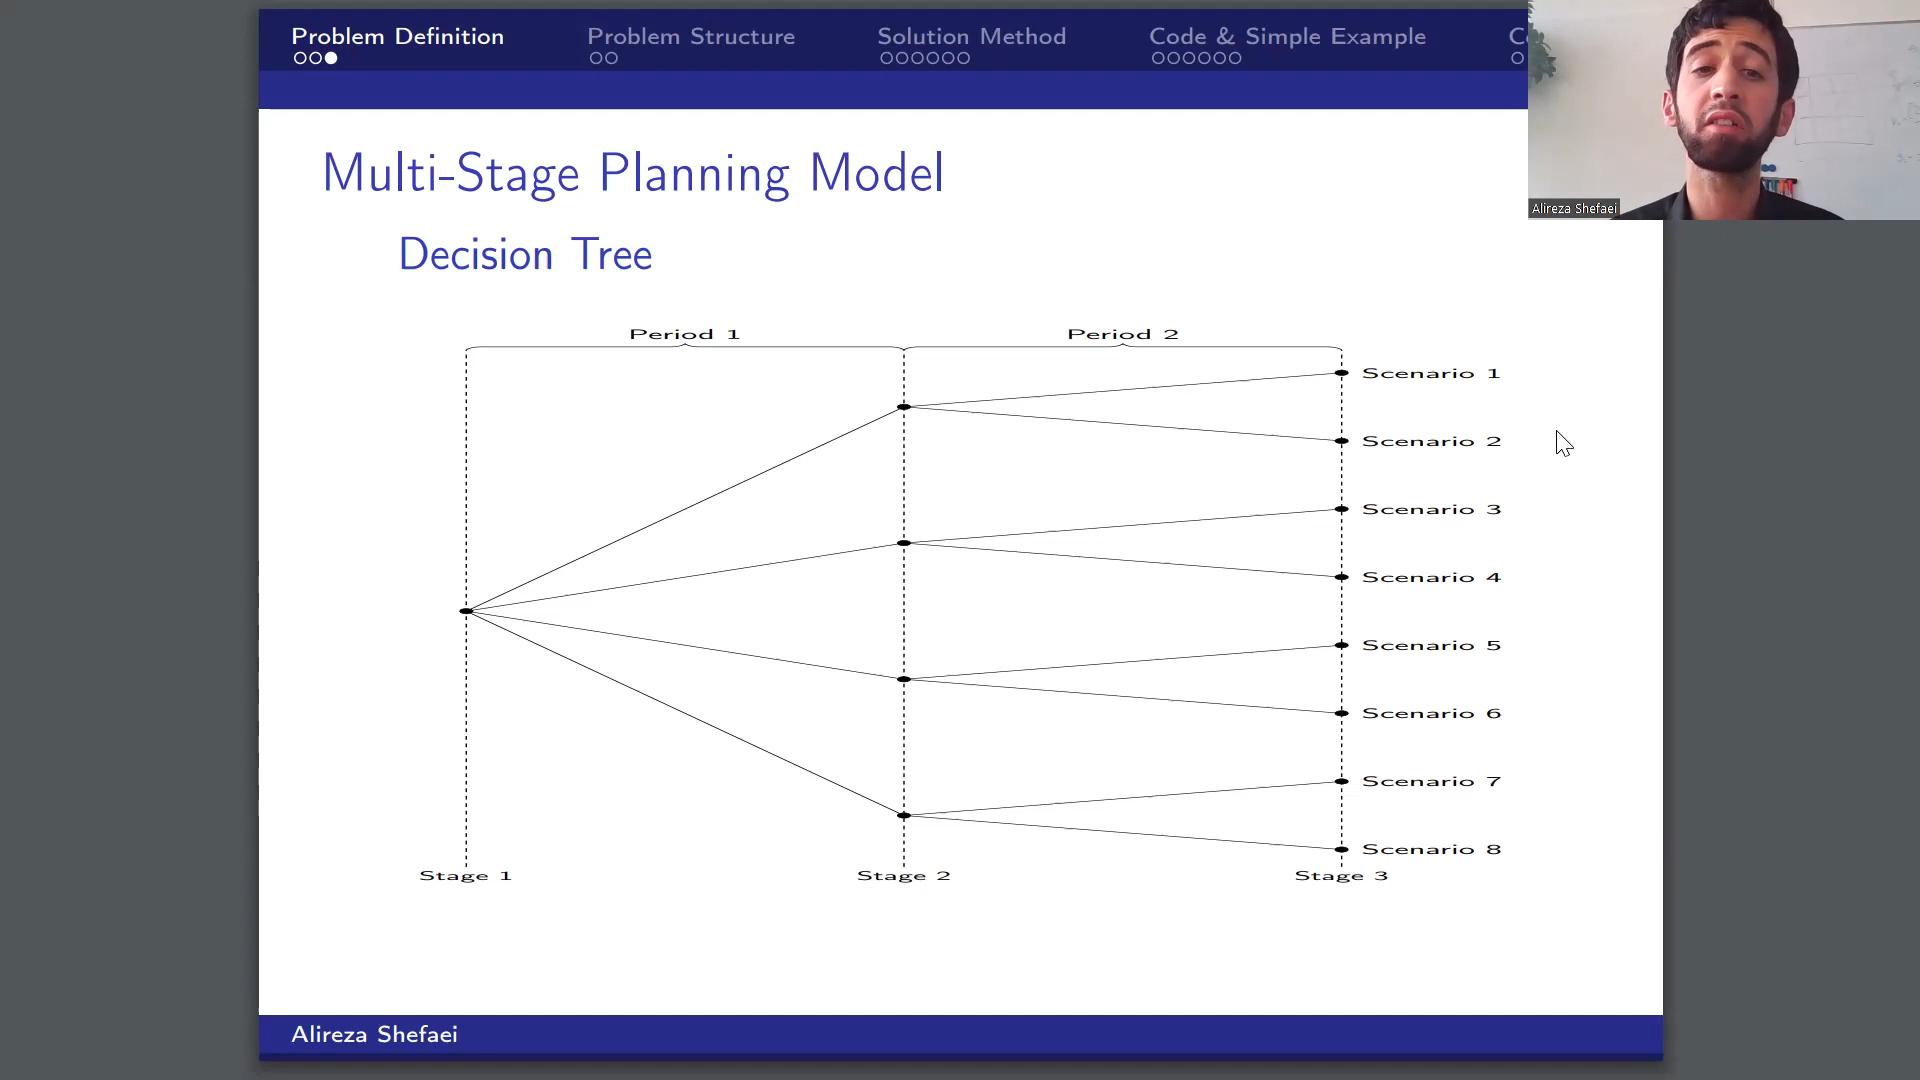 Problem Definition
Problem Structure
Solution Method
Code & Simple Example
Alireza Shefaei
Multi-Stage Planning Model
Decision Tree
Period 1
Period 2
Scenario 1
Scenario 2
Scenario 3
Scenario 4
Scenario 5
Scenario 6
Scenario 7
Scenario 8
Stage 1
Stage 2
Stage 3
Alireza Shefaei